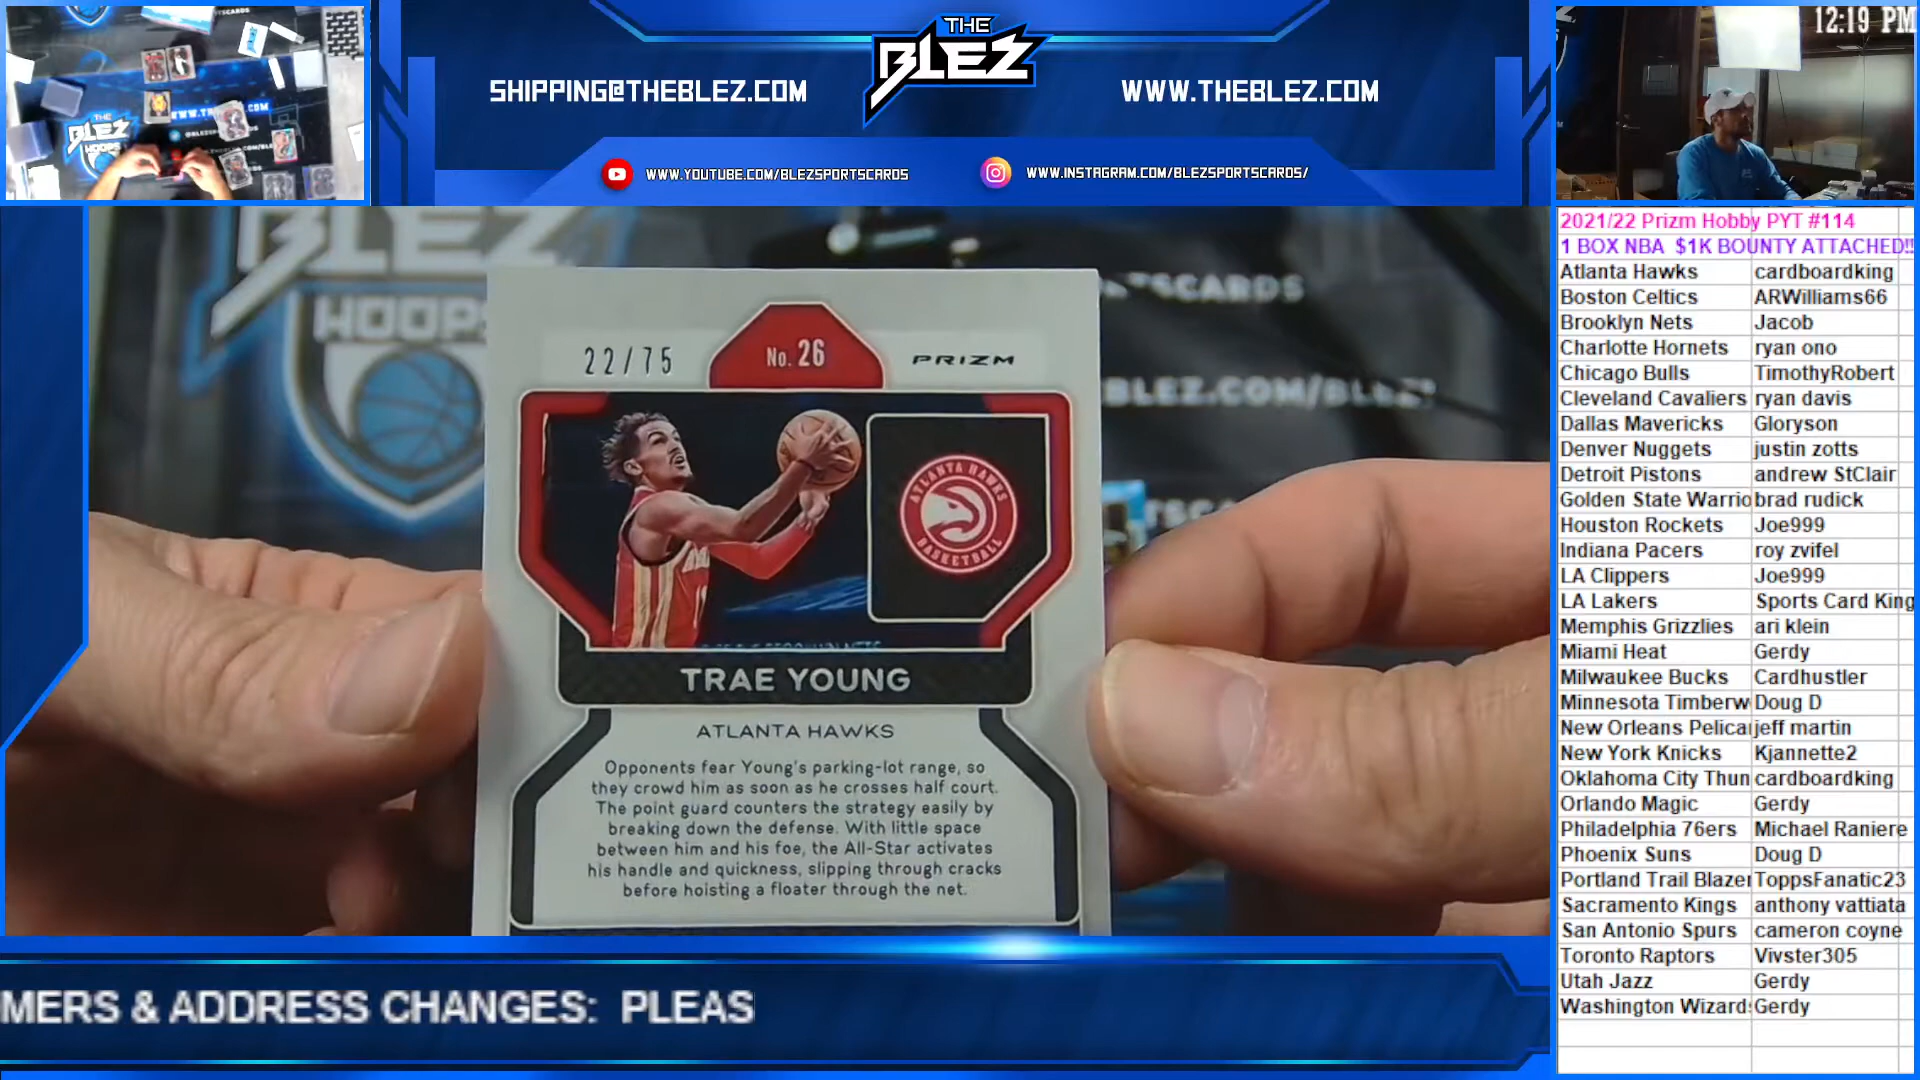 THE
BLEZ
SHIPPING@THEBLEZ.COM
WWW.THEBLEZ.COM
WWW.YOUTUBE.COM/BLEZSPORTSCARDS
WWW.INSTAGRAM.COM/BLEZSPORTSCARDS/
12:19 PM
THE
BLEZ
HOOPS
BLEZ
HOOPS
22/75
No. 26
PRIZM
ATLANTA HAWKS
BASKETBALL
TRAE YOUNG
ATLANTA HAWKS
Opponents fear Young's parking-lot range, so
they crowd him as soon as he crosses half court.
The point guard counters the strategy easily by
breaking down the defense. With little space
between him and his foe, the All-Star activates
his handle and quickness, slipping through cracks
before hoisting a floater through the net.
MERS & ADDRESS CHANGES: PLEAS
2021/22 Prizm Hobby PYT #114
1 BOX NBA $1K BOUNTY ATTACHED!!
Atlanta Hawks cardboardking
Boston Celtics ARWilliams66
Brooklyn Nets Jacob
Charlotte Hornets ryan ono
Chicago Bulls TimothyRobert
Cleveland Cavaliers ryan davis
Dallas Mavericks Gloryson
Denver Nuggets justin zotts
Detroit Pistons andrew StClair
Golden State Warrio brad rudick
Houston Rockets Joe999
Indiana Pacers roy zvifel
LA Clippers Joe999
LA Lakers Sports Card King
Memphis Grizzlies ari klein
Miami Heat Gerdy
Milwaukee Bucks Cardhustler
Minnesota Timberw Doug D
New Orleans Pelica jeff martin
New York Knicks Kjannette2
Oklahoma City Thun cardboardking
Orlando Magic Gerdy
Philadelphia 76ers Michael Raniere
Phoenix Suns Doug D
Portland Trail Blazer ToppsFanatic23
Sacramento Kings anthony vattiata
San Antonio Spurs cameron coyne
Toronto Raptors Vivster305
Utah Jazz Gerdy
Washington Wizard Gerdy